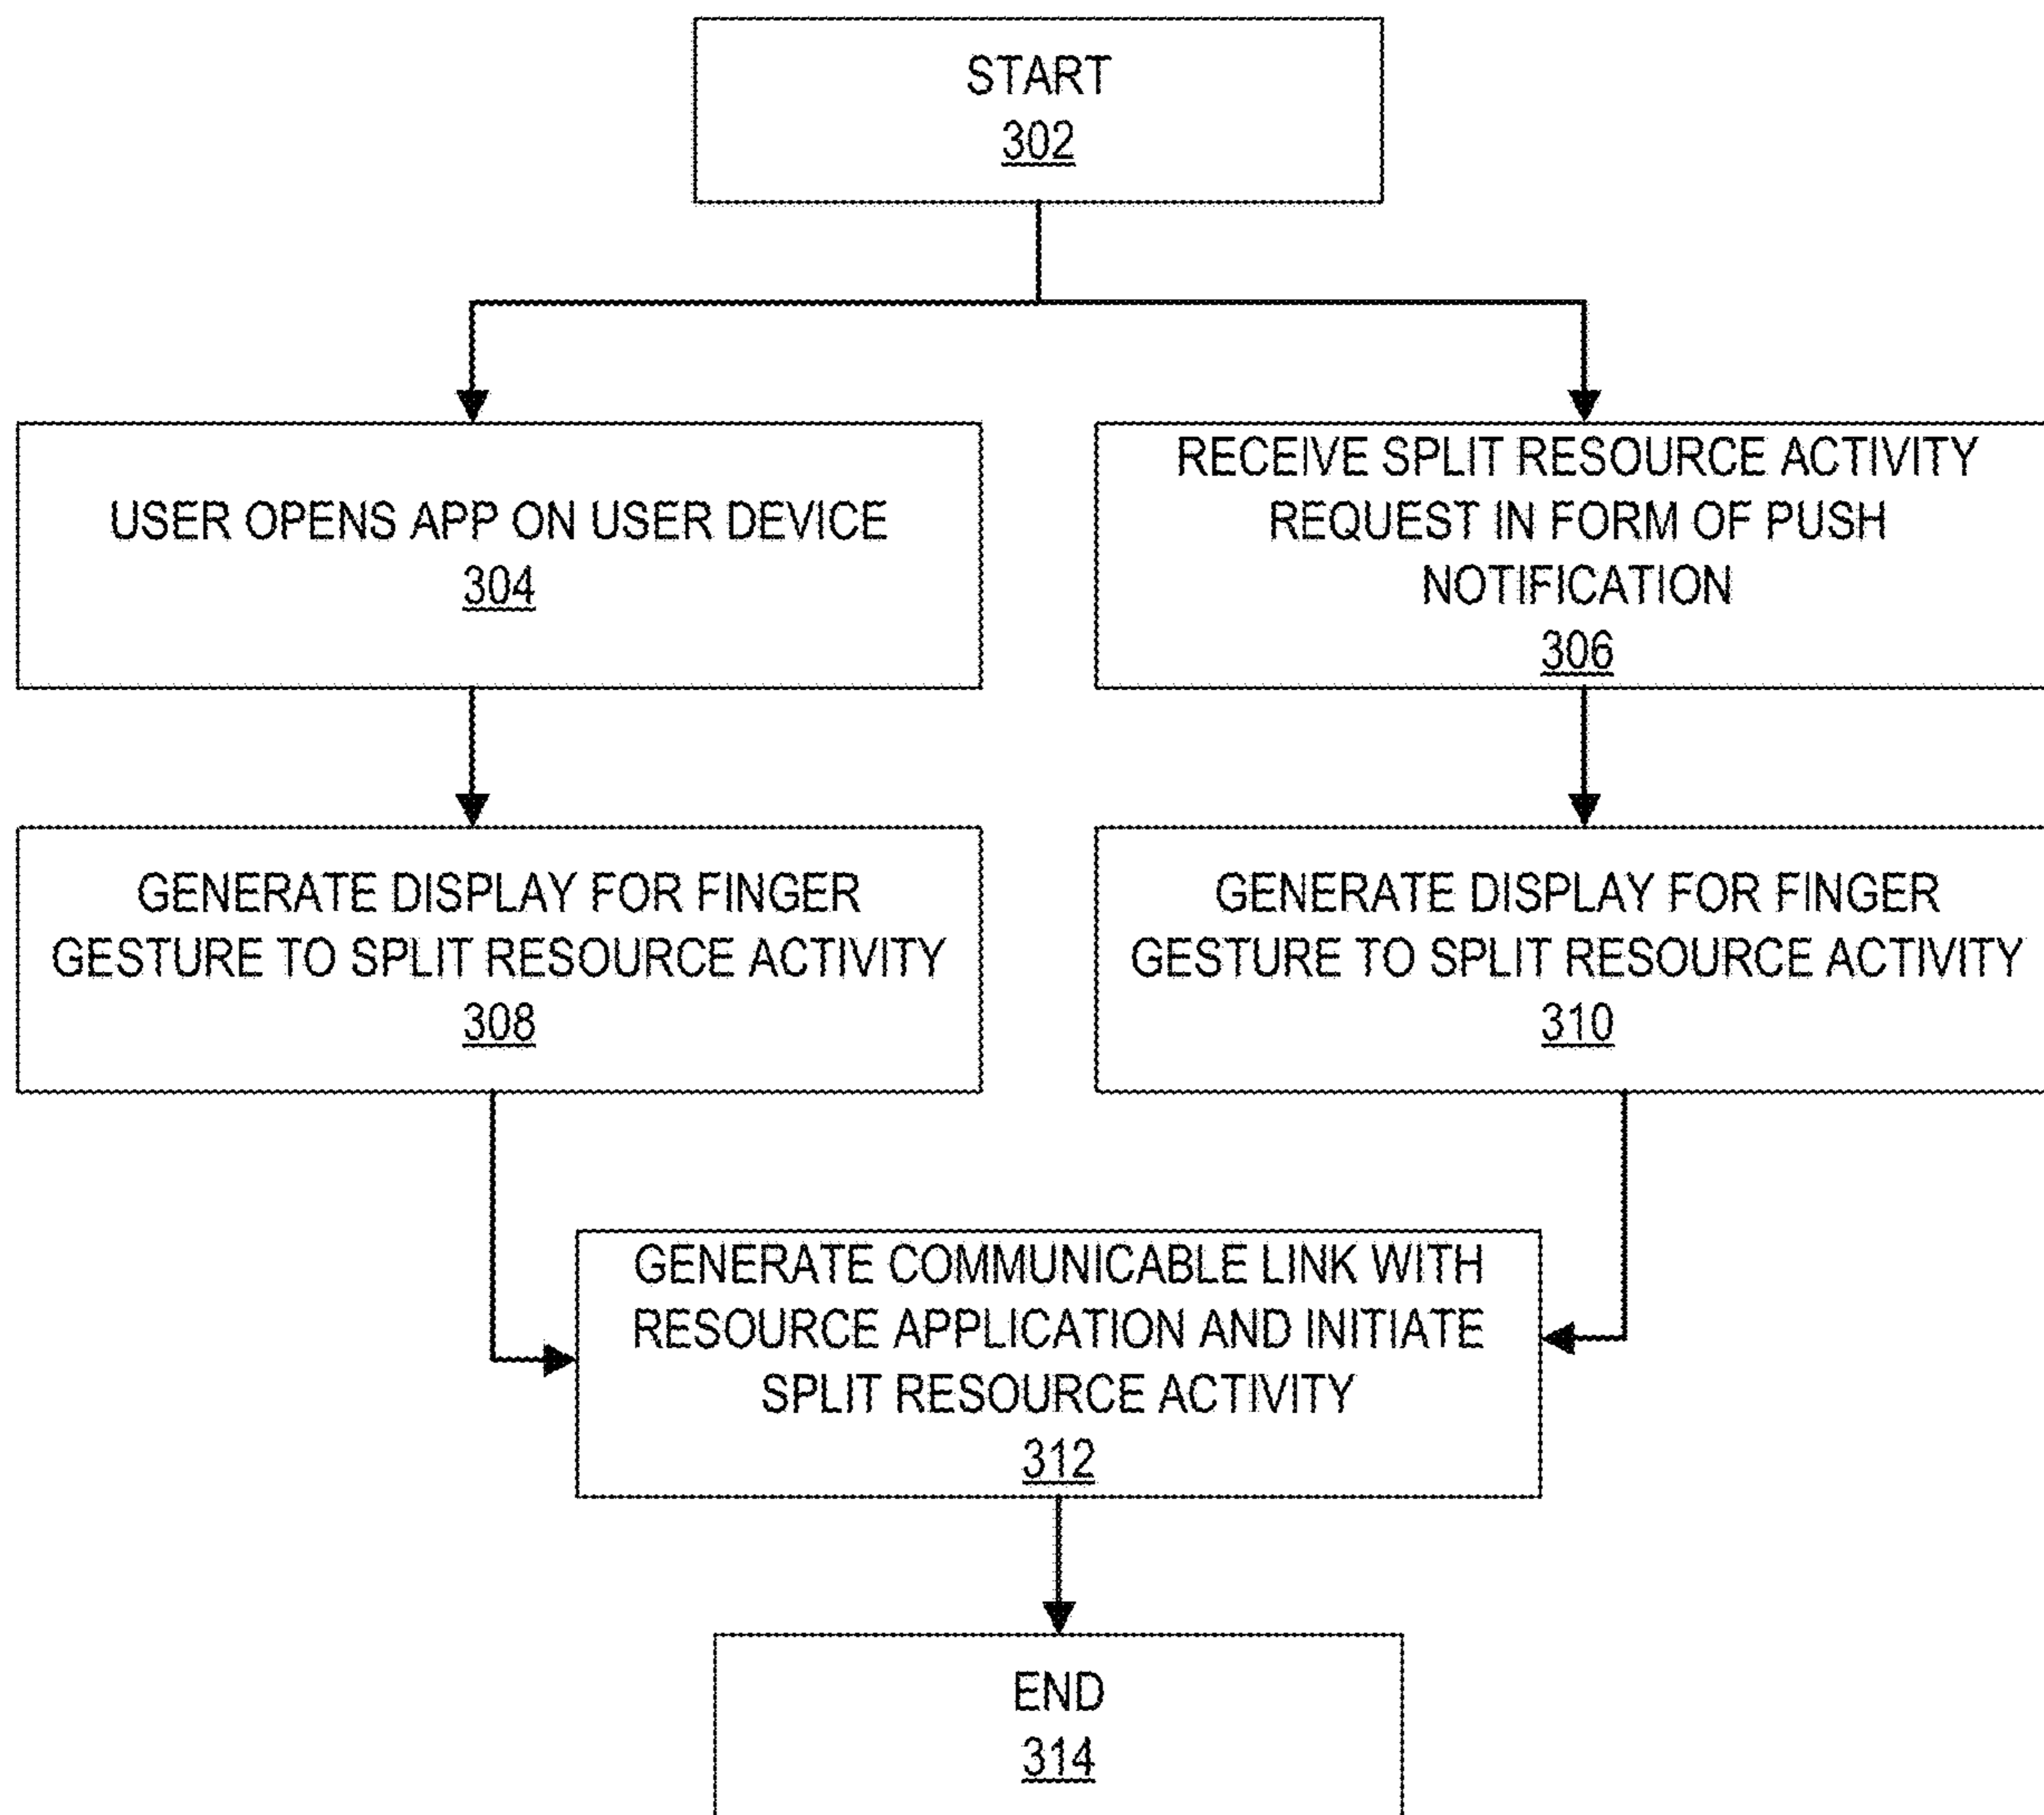 START
302
USER OPENS APP ON USER DEVICE
304
RECEIVE SPLIT RESOURCE ACTIVITY
REQUEST IN FORM OF PUSH
NOTIFICATION
306
GENERATE DISPLAY FOR FINGER
GESTURE TO SPLIT RESOURCE ACTIVITY
308
GENERATE DISPLAY FOR FINGER
GESTURE TO SPLIT RESOURCE ACTIVITY
310
GENERATE COMMUNICABLE LINK WITH
RESOURCE APPLICATION AND INITIATE
SPLIT RESOURCE ACTIVITY
312
END
314